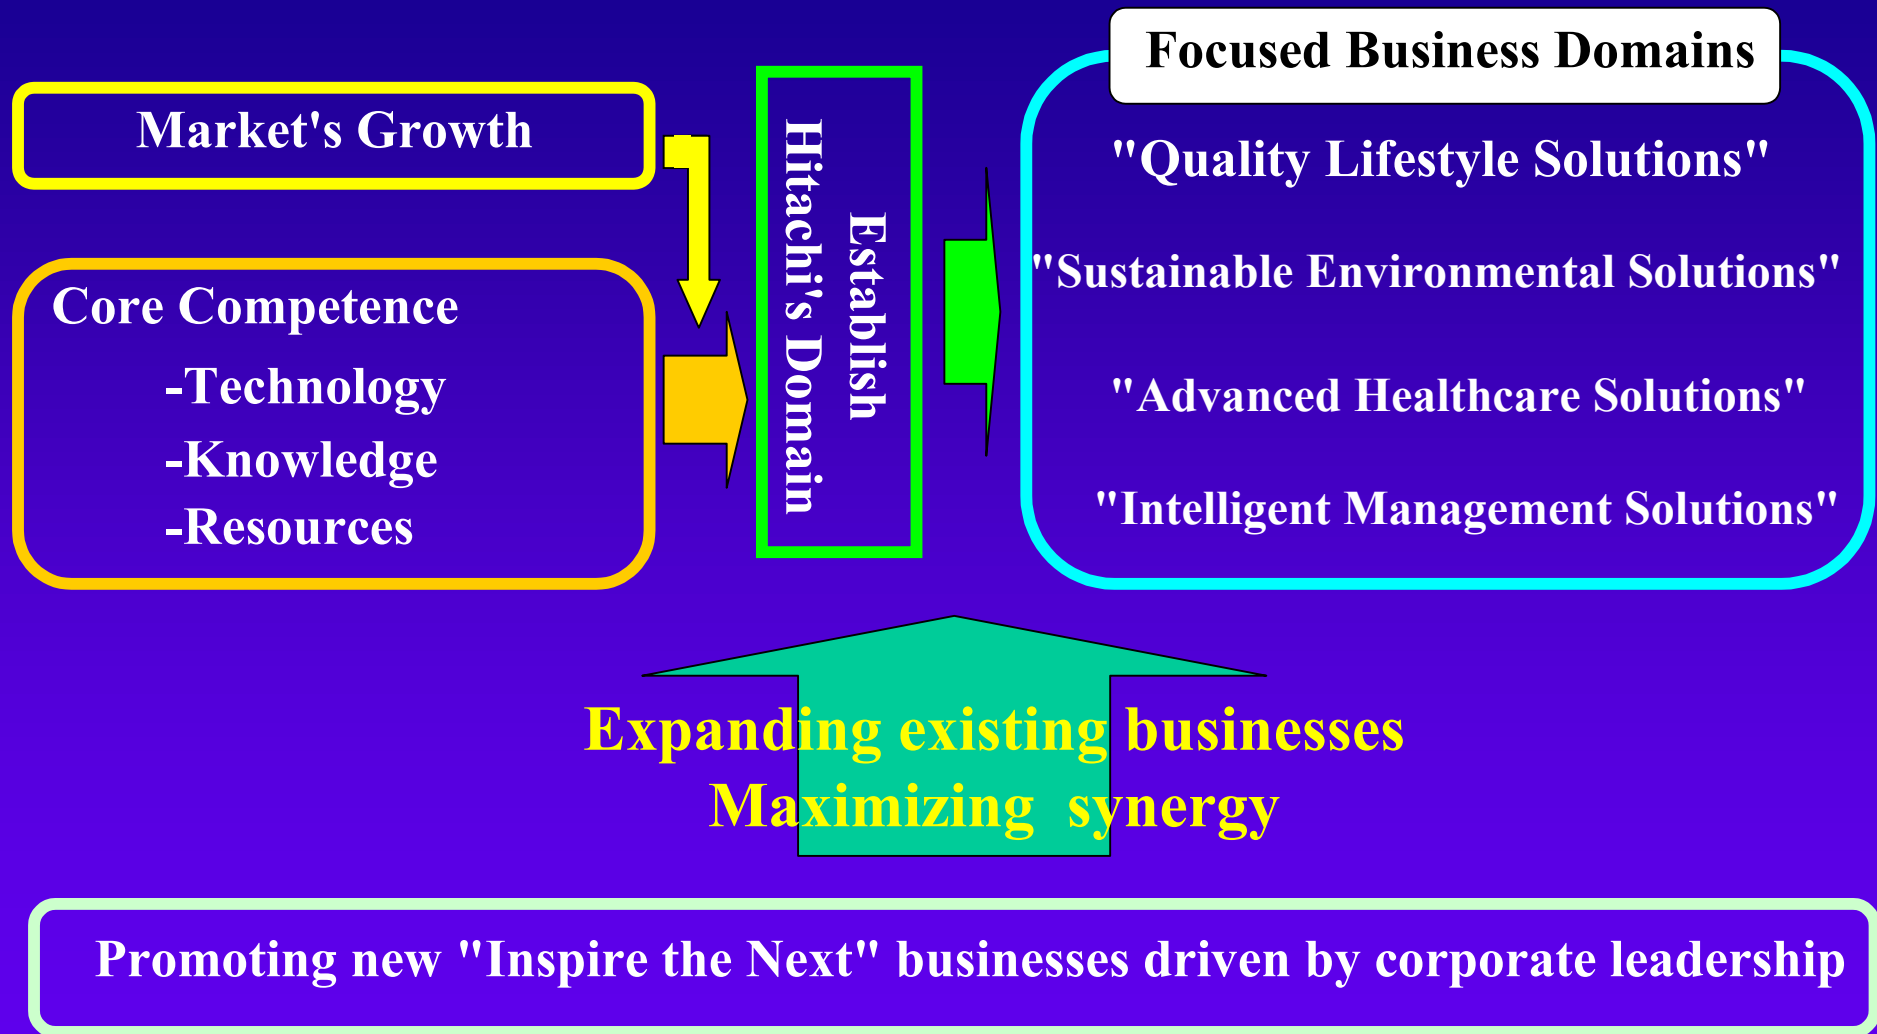 Market's Growth
Core Competence
-Technology
-Knowledge
-Resources
Establish
Hitachi's Domain
Focused Business Domains
"Quality Lifestyle Solutions"
"Sustainable Environmental Solutions"
"Advanced Healthcare Solutions"
"Intelligent Management Solutions"
Expanding existing businesses
Maximizing synergy
Promoting new "Inspire the Next" businesses driven by corporate leadership